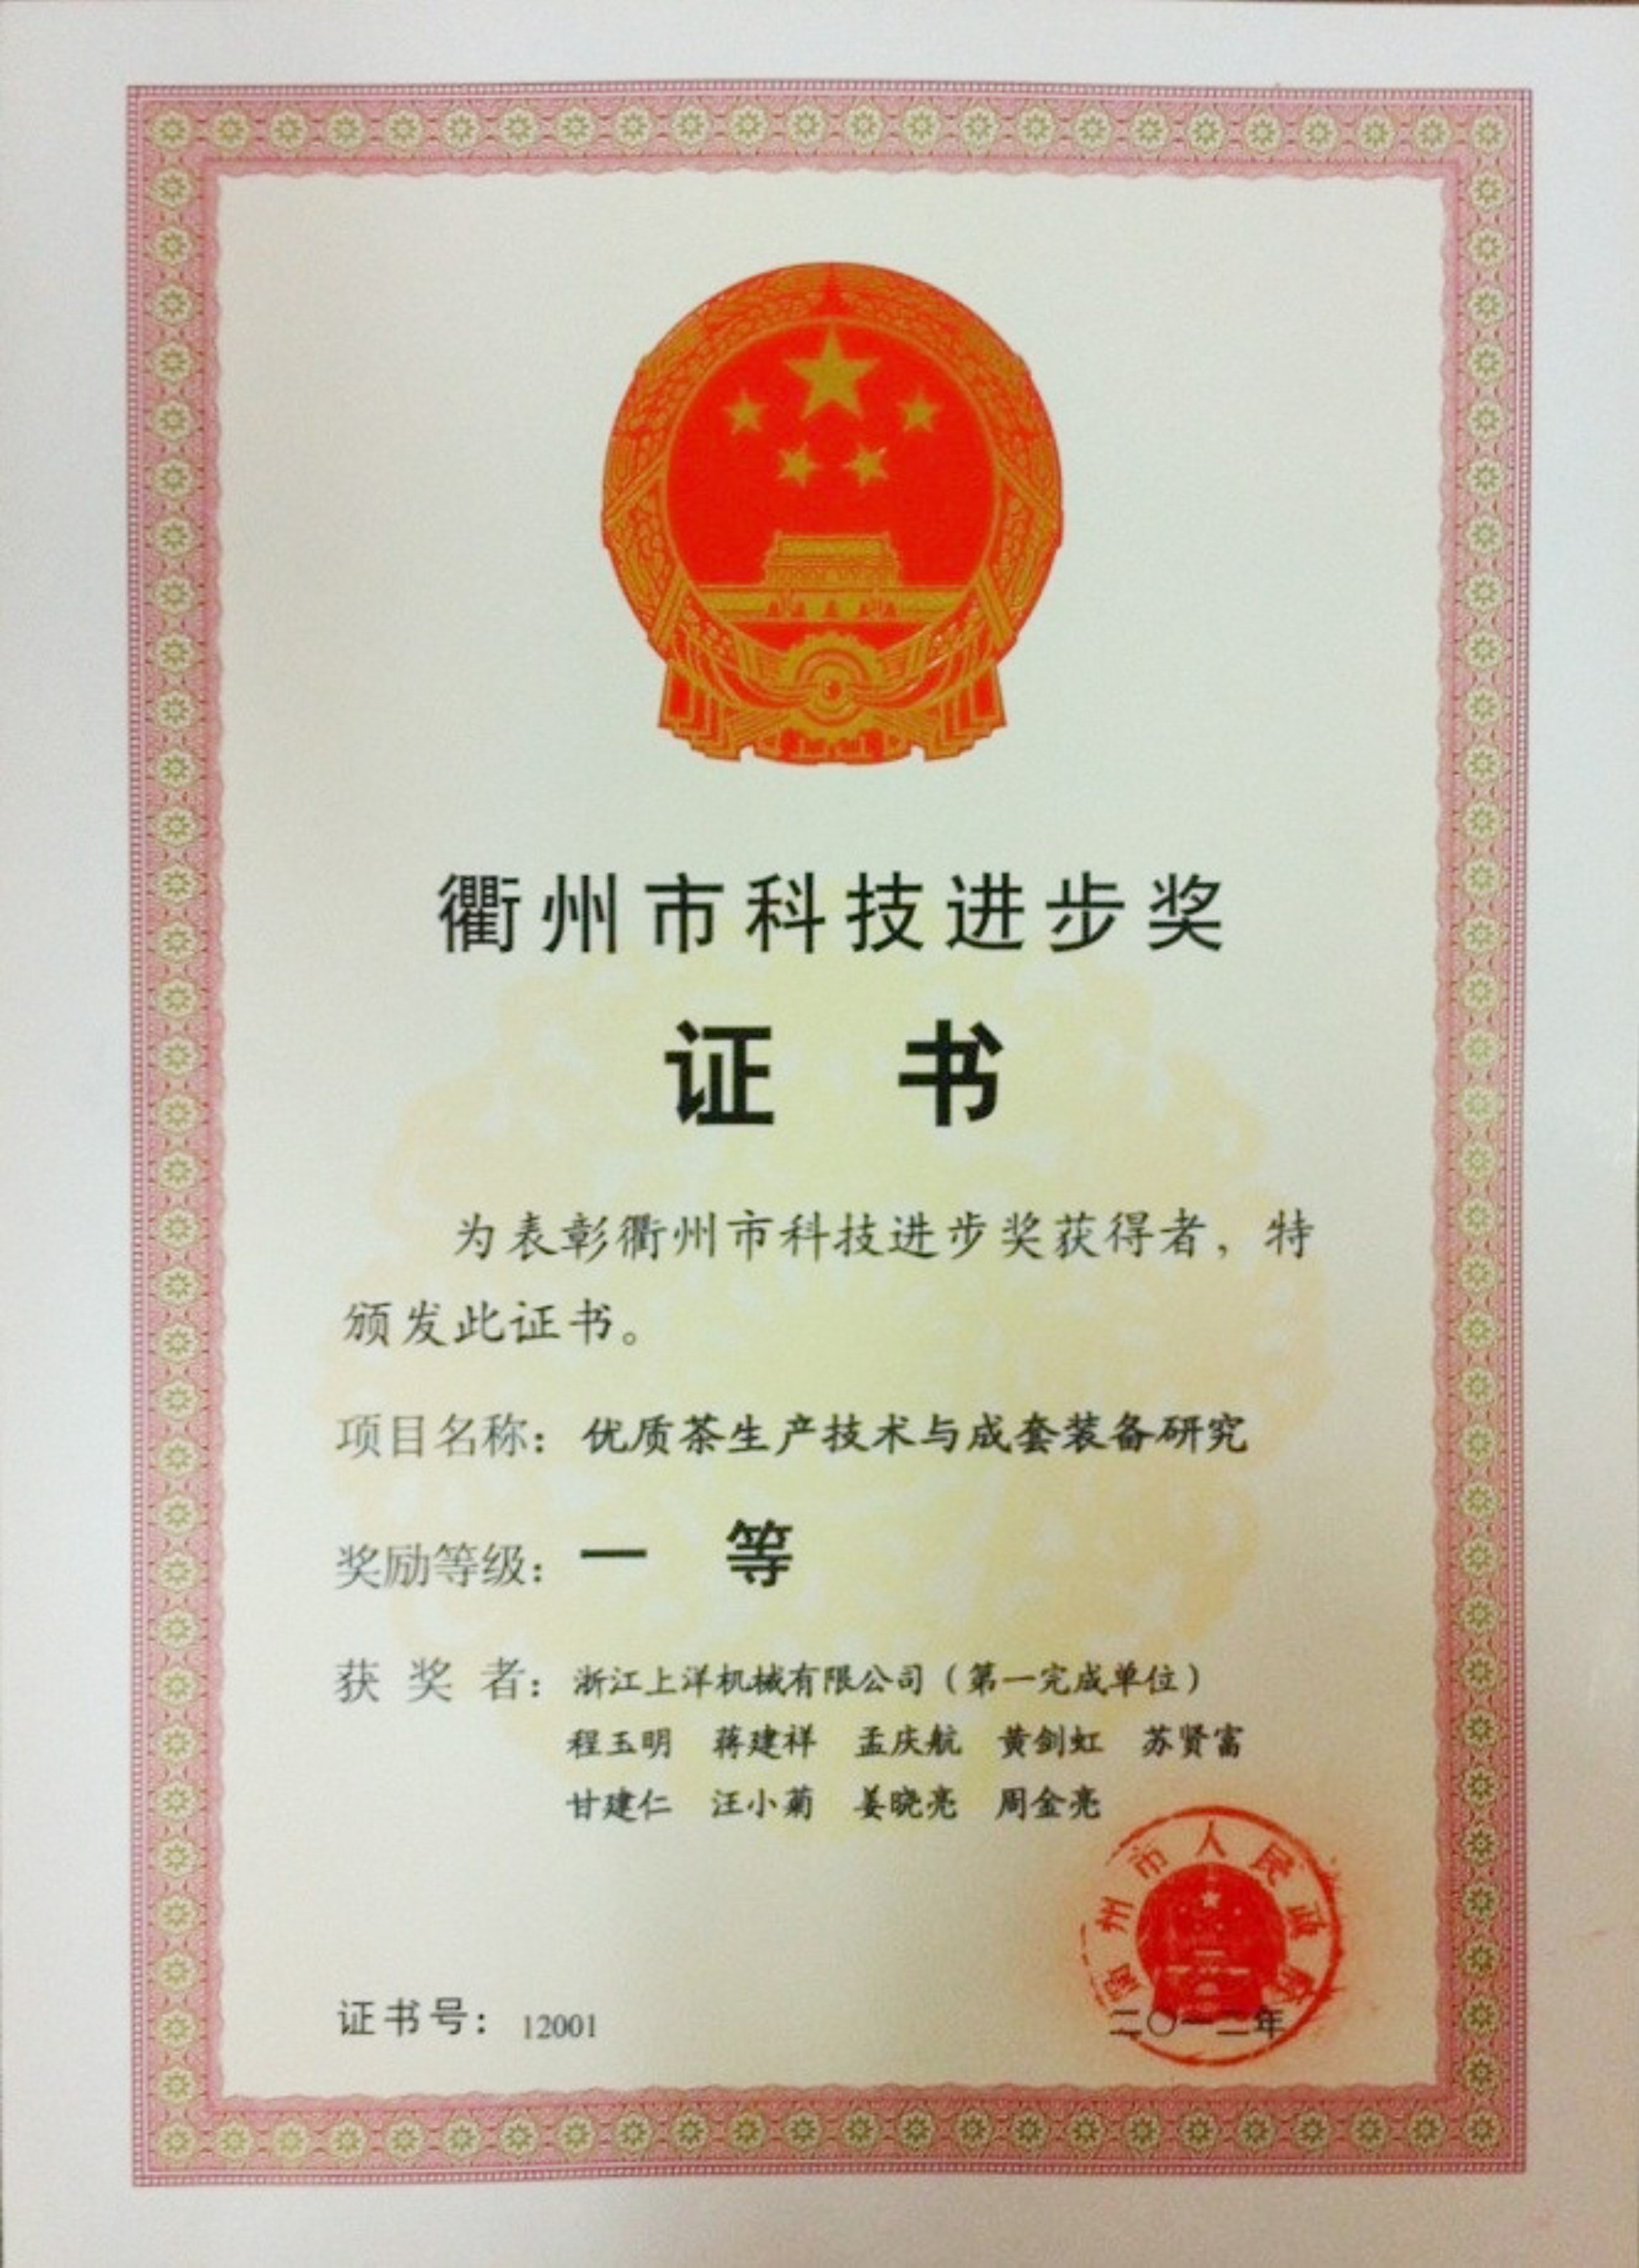 衢州市科技进步奖
证 书
为表彰衢州市科技进步奖获得者，特
颁发此证书。
项目名称：优质茶生产技术与成套装备研究
奖励等级：一 等
获 奖 者：浙江上洋机械有限公司（第一完成单位）
程玉明 蒋建祥 孟庆航 黄剑虹 苏贤富
甘建仁 汪小菊 姜晓亮 周金亮
衢州市人民政府
证书号：12001
二〇一二年